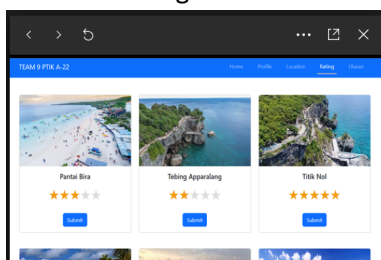 TEAM 9 PTIK A-22 Home Profile Location Rating Ulasan
Pantai Bira Tebing Apparalang Titik Nol
Submit Submit Submit